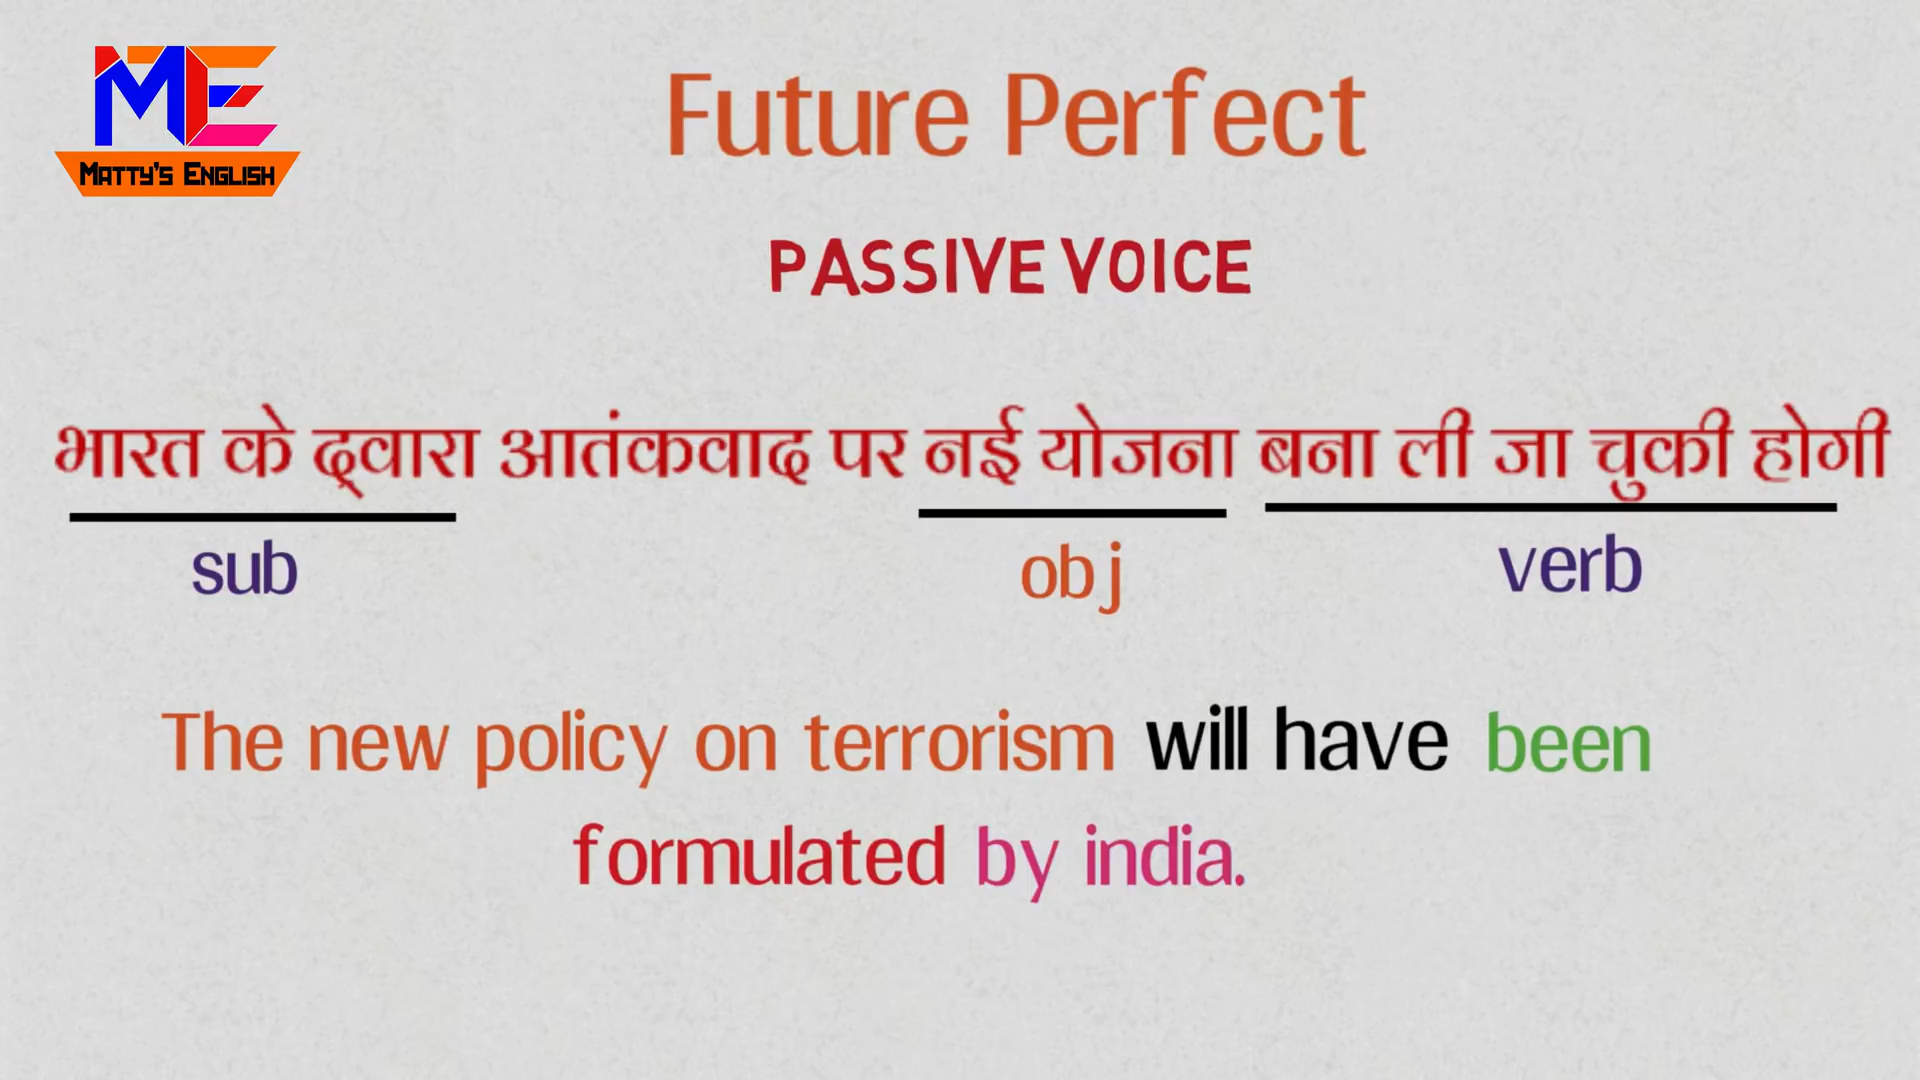 ME
MATTY'S ENGLISH
Future Perfect
PASSIVE VOICE
भारत के द्वारा आतंकवाद पर नई योजना बना ली जा चुकी होगी
sub obj verb
The new policy on terrorism will have been
formulated by india.